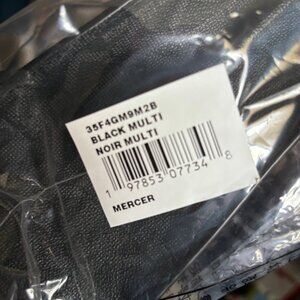 35F4GM9M2B
BLACK MULTI
NOIR MULTI
1 97853 07734 8
MERCER